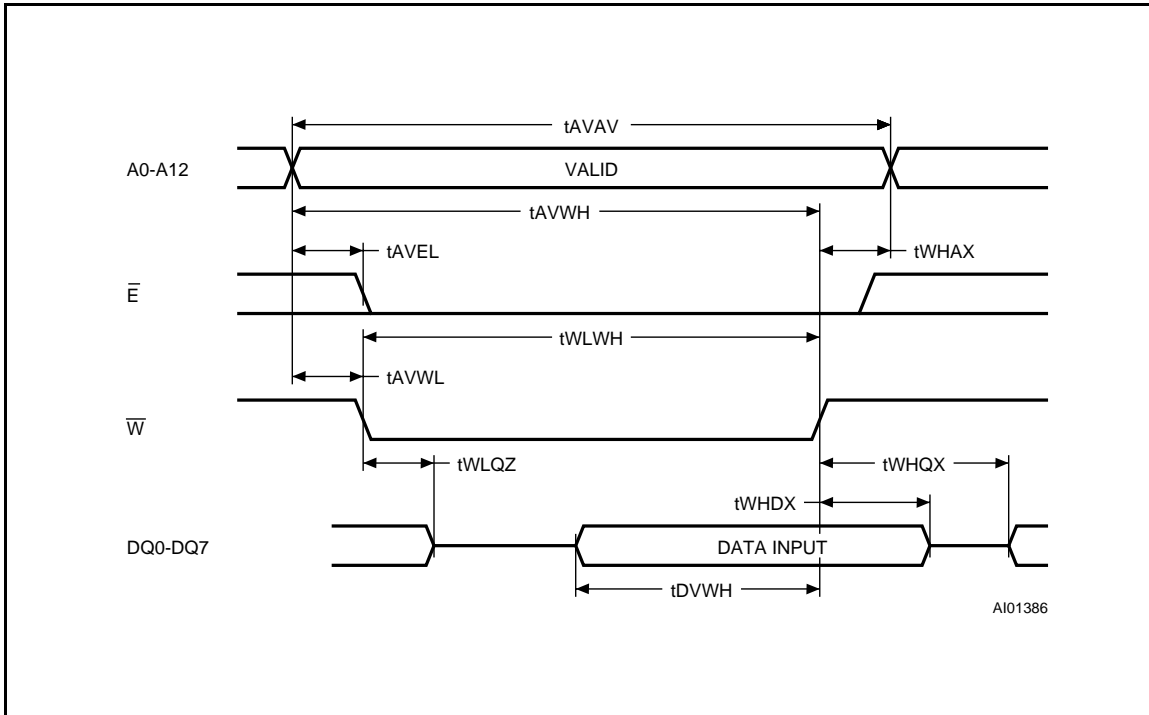 tAVAV
A0-A12 VALID
tAVWH
tAVEL tWHAX
E̅
tWLWH
tAVWL
W̅
tWLQZ tWHQX
tWHDX
DQ0-DQ7 DATA INPUT
tDVWH
AI01386